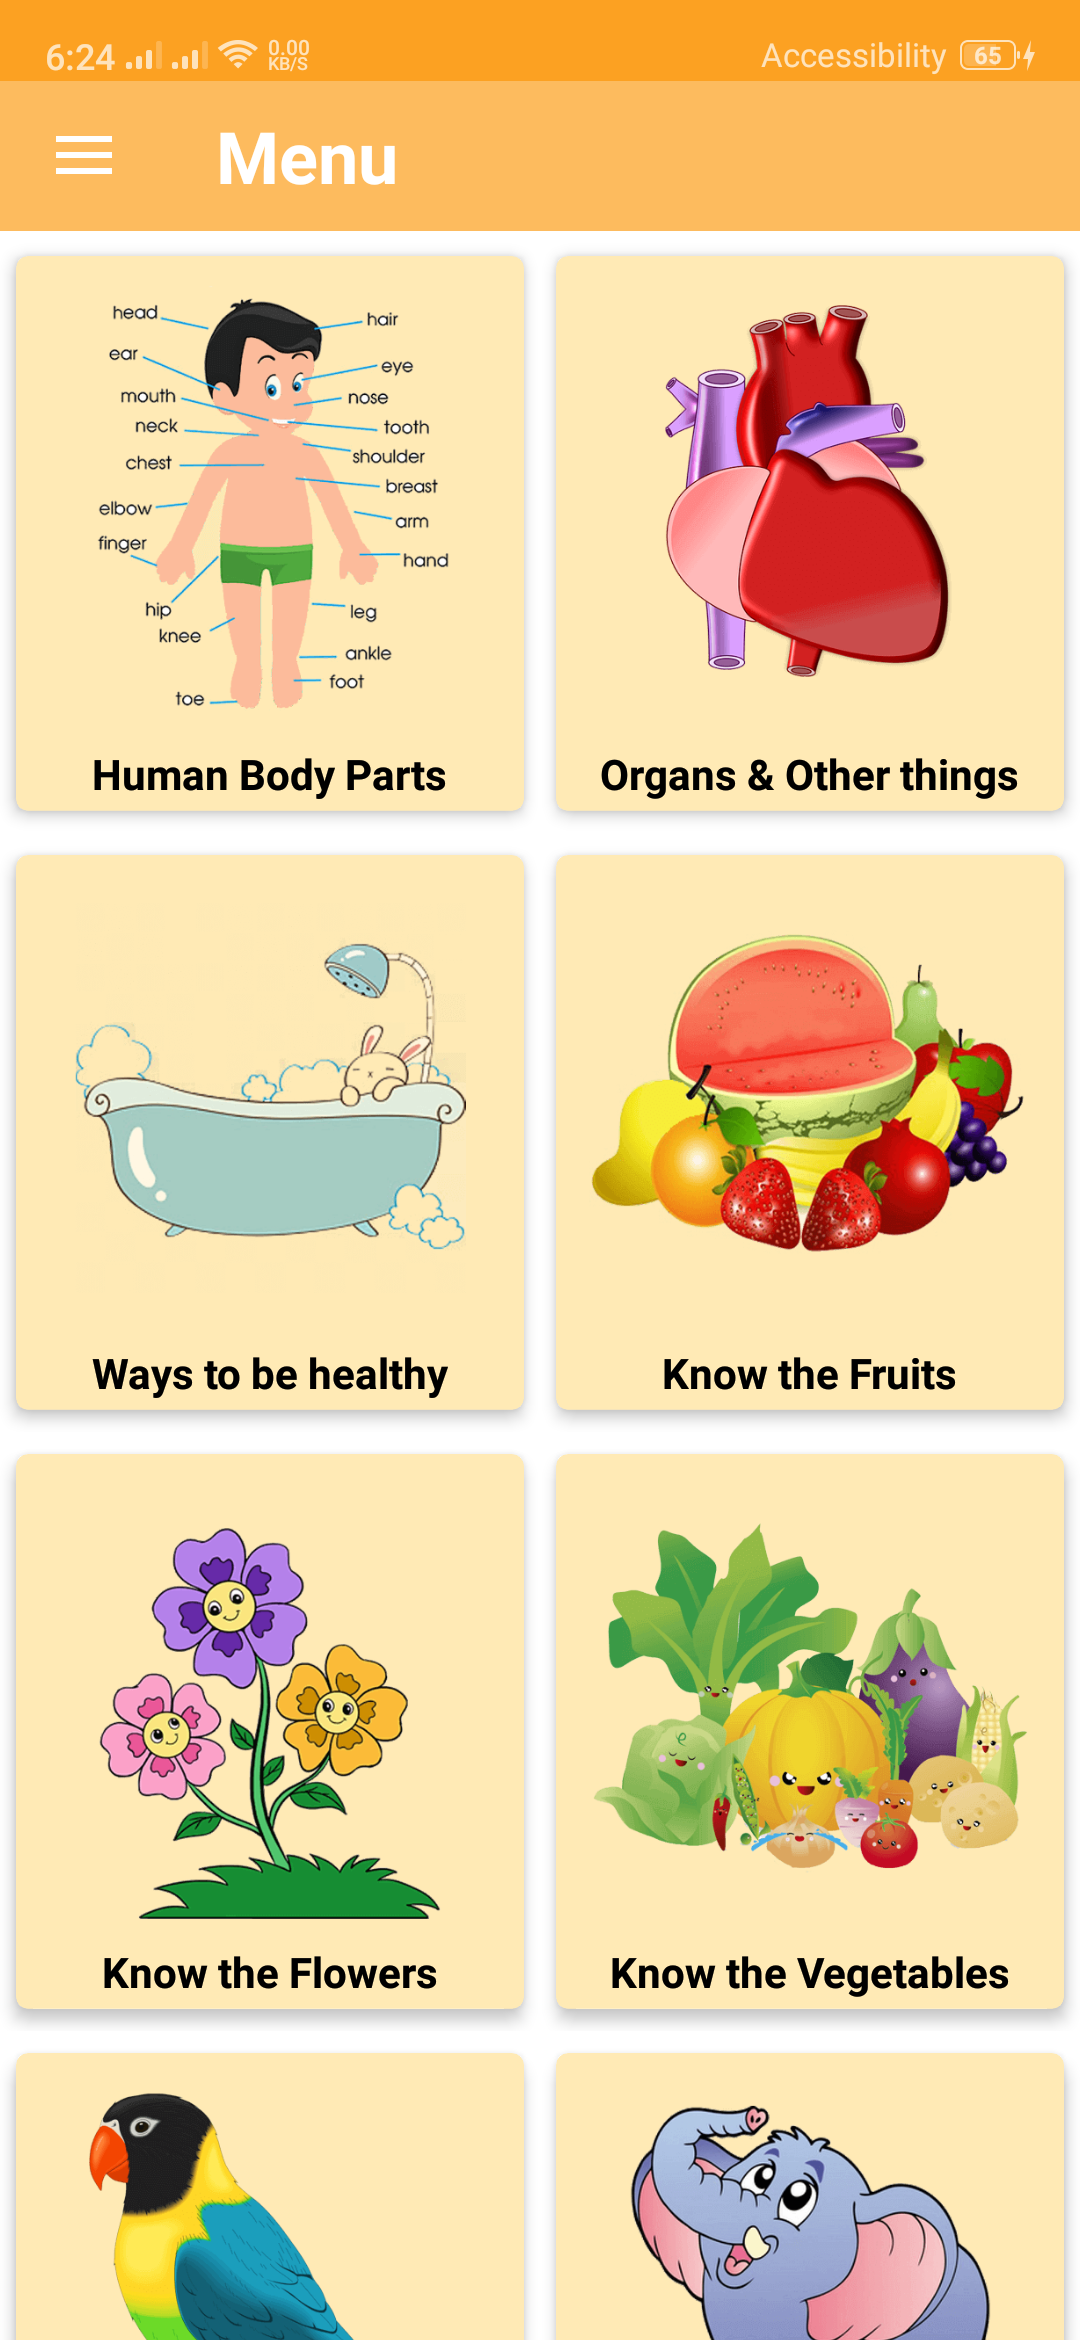 6:24 0.00 KB/S Accessibility 65
Menu
head
hair
ear
eye
mouth
nose
neck
tooth
chest
shoulder
breast
elbow
arm
finger
hand
hip
leg
knee
ankle
foot
toe
Human Body Parts
Organs & Other things
Ways to be healthy
Know the Fruits
Know the Flowers
Know the Vegetables